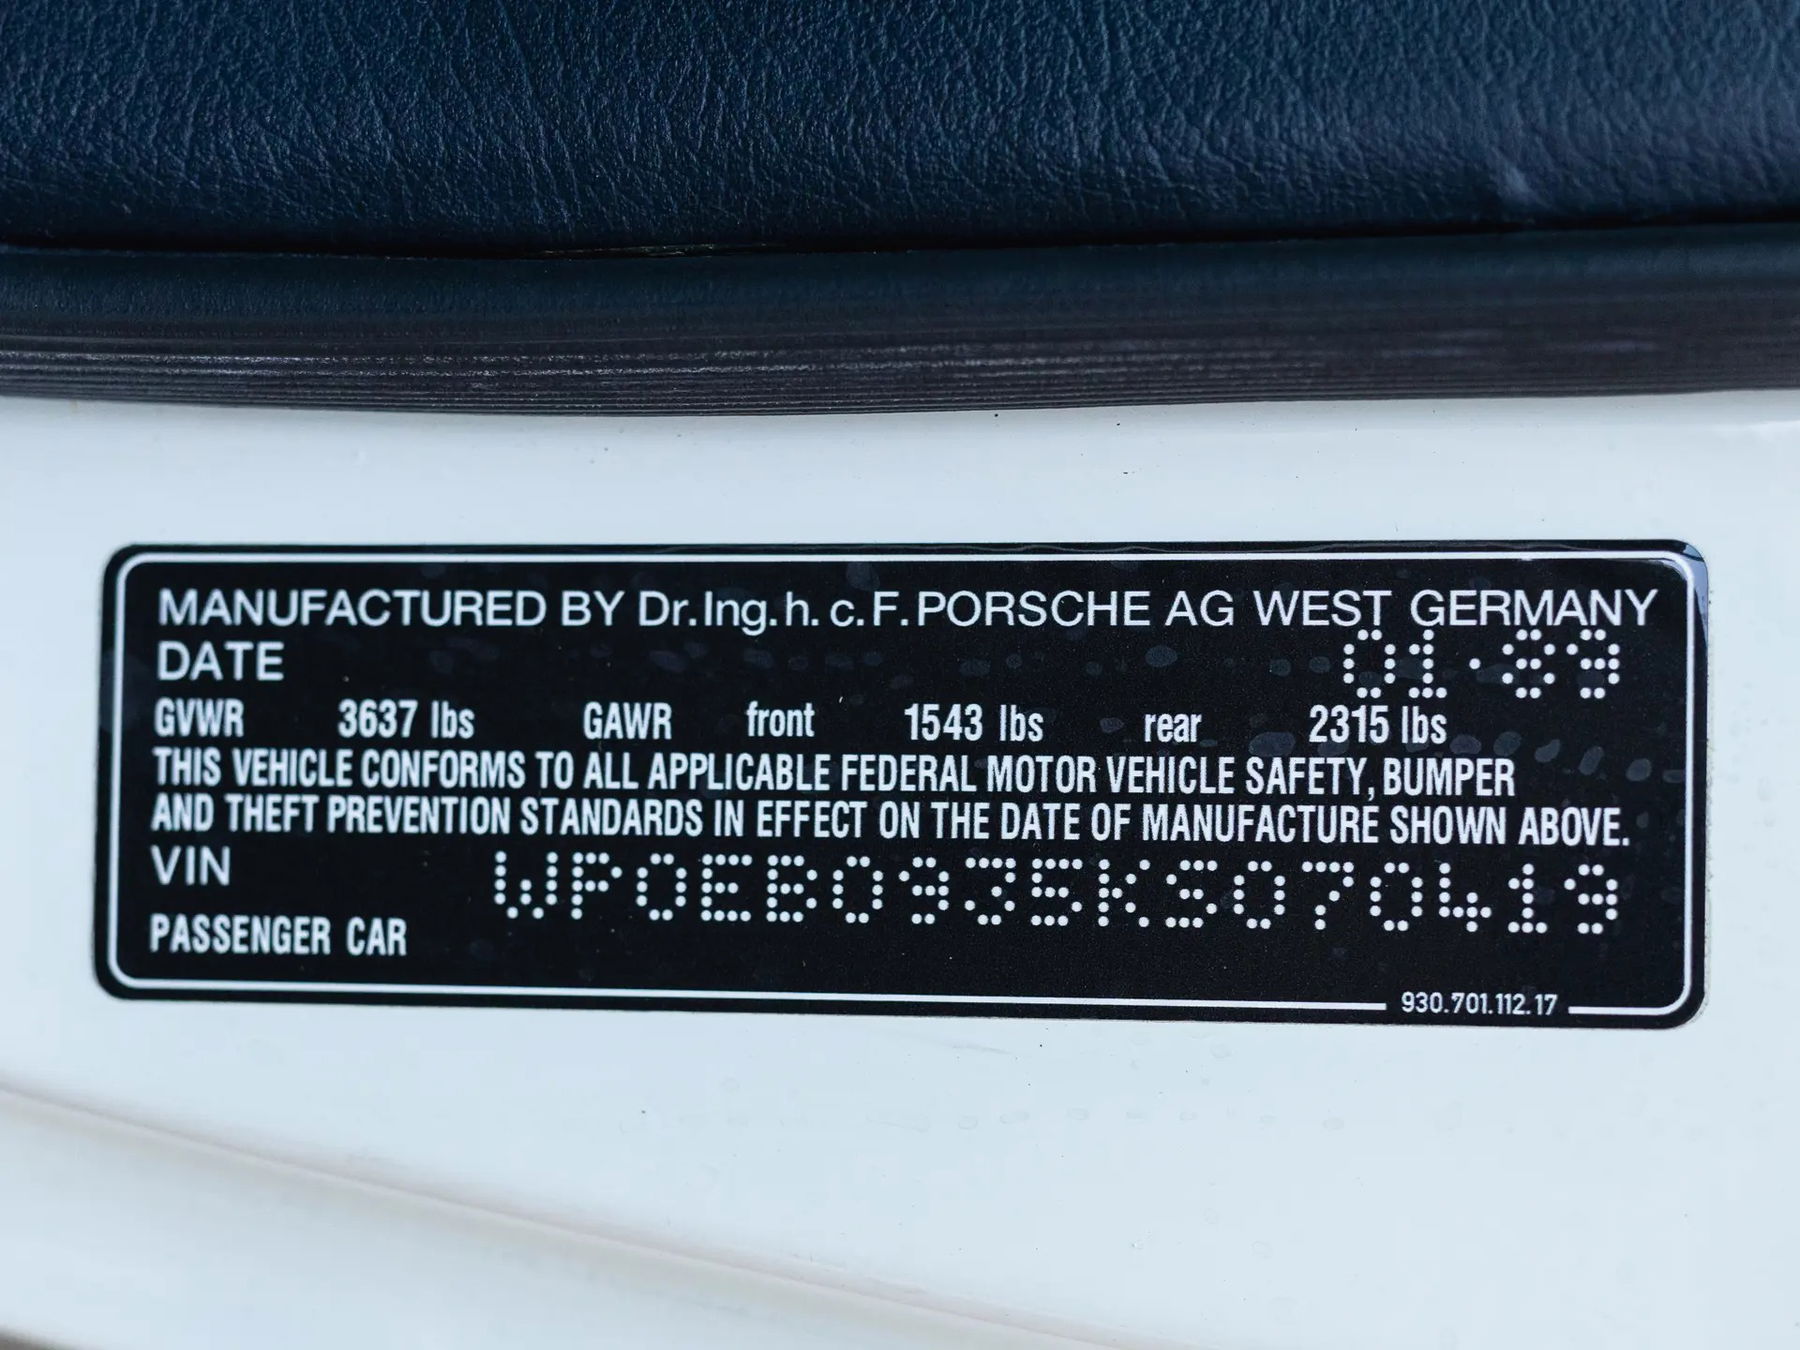 MANUFACTURED BY Dr.Ing.h.c.F.PORSCHE AG WEST GERMANY
DATE 01·89
GVWR 3637 lbs GAWR front 1543 lbs rear 2315 lbs
THIS VEHICLE CONFORMS TO ALL APPLICABLE FEDERAL MOTOR VEHICLE SAFETY, BUMPER
AND THEFT PREVENTION STANDARDS IN EFFECT ON THE DATE OF MANUFACTURE SHOWN ABOVE.
VIN WP0EB0935KS070419
PASSENGER CAR
930.701.112.17